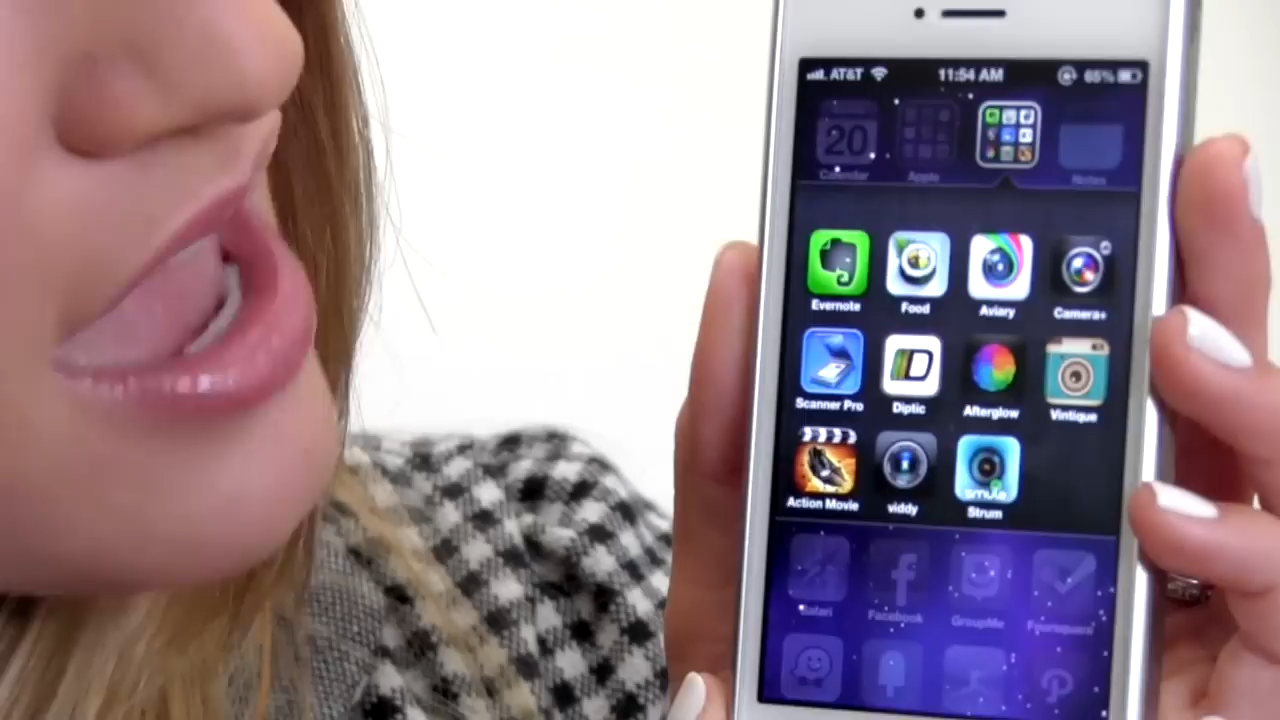 AT&T 11:54 AM 65%
20
Calendar Apple Notes
Evernote Food Aviary Camera+
Scanner Pro Diptic Afterglow Vintique
smule
Action Movie viddy Strum
Safari Facebook GroupMe Foursquare